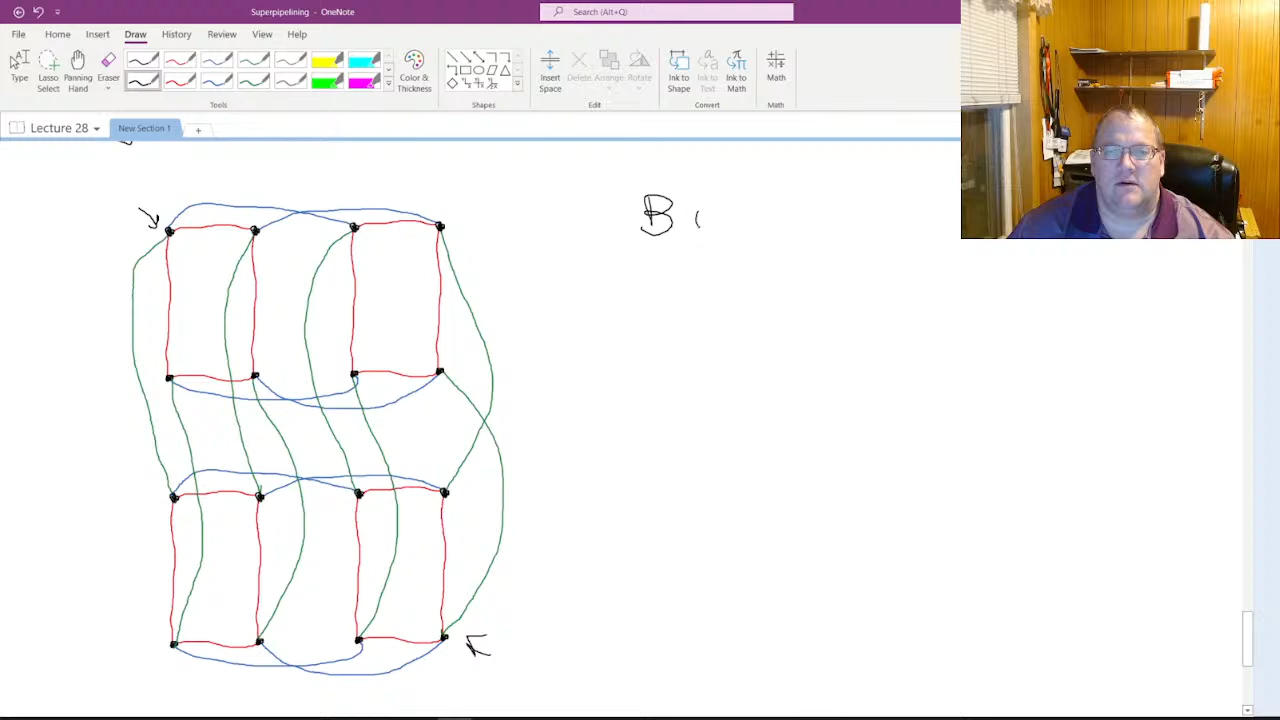 Superpipelining - OneNote
Search (Alt+Q)
File Home Insert Draw History Review View Help
Type
Lasso Select
Panning Hand
Eraser
Color & Thickness
Insert Space
Delete
Arrange
Rotate
Ink to Shape
Ink to Text
Ink to Math
Math
Tools Shapes Edit Convert Math
Lecture 28 New Section 1 +
B (